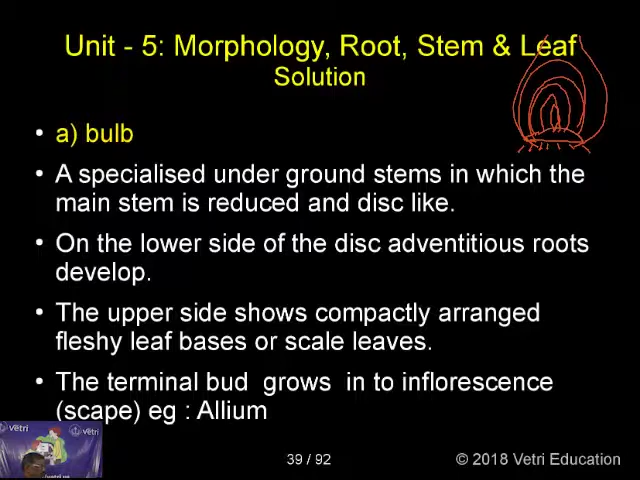 Unit - 5: Morphology, Root, Stem & Leaf
Solution
• a) bulb
• A specialised under ground stems in which the
main stem is reduced and disc like.
• On the lower side of the disc adventitious roots
develop.
• The upper side shows compactly arranged
fleshy leaf bases or scale leaves.
• The terminal bud grows in to inflorescence
(scape) eg : Allium
vetri
vetri
39 / 92
© 2018 Vetri Education